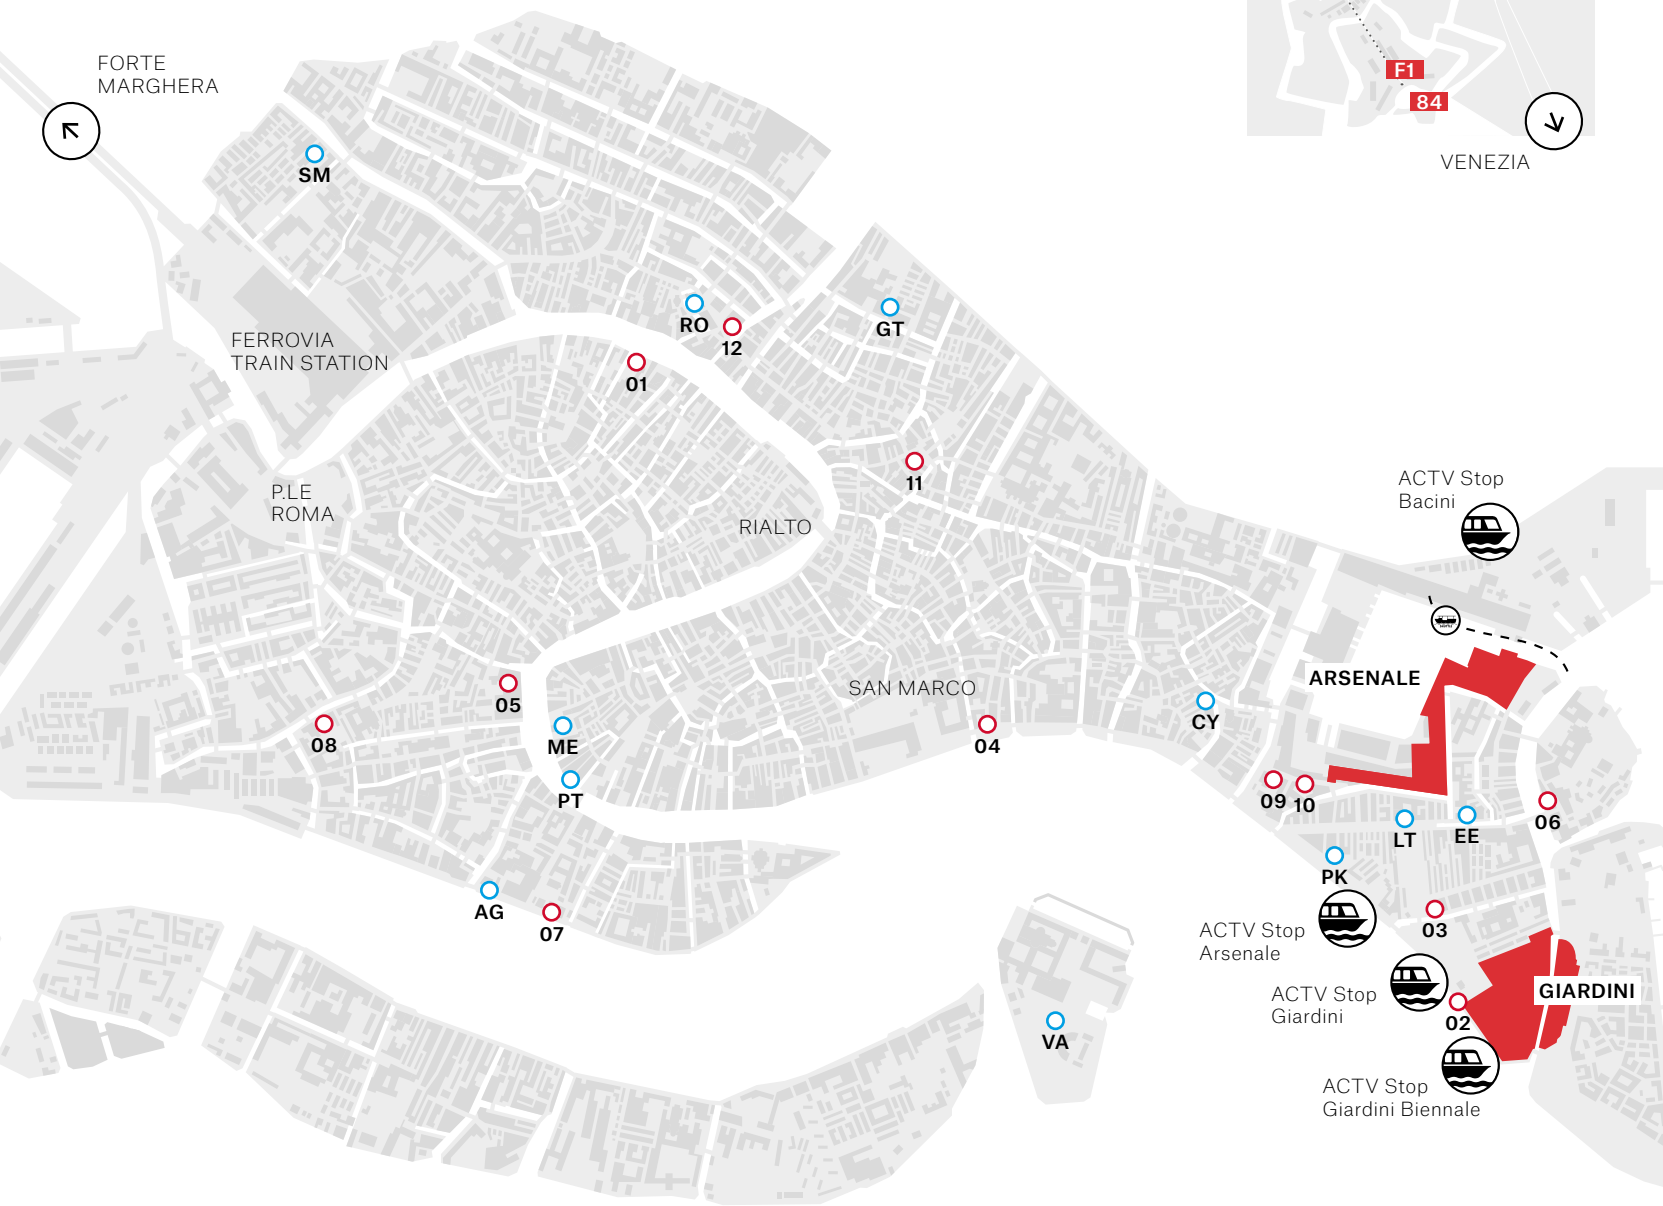 FORTE
MARGHERA
F1
84
VENEZIA
SM
FERROVIA
TRAIN STATION
RO
12
GT
01
P.LE
ROMA
RIALTO
11
ACTV Stop
Bacini
ARSENALE
SAN MARCO
05
08
ME
PT
04
CY
09
10
LT
EE
06
PK
AG
07
03
ACTV Stop
Arsenale
ACTV Stop
Giardini
GIARDINI
02
VA
ACTV Stop
Giardini Biennale